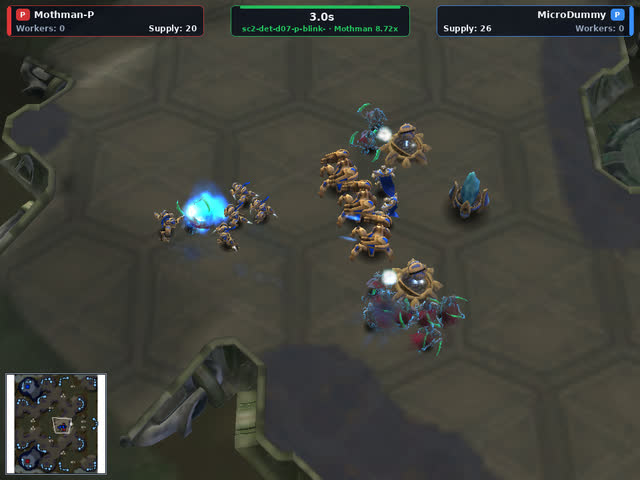 P Mothman-P
Workers: 0 Supply: 20
3.0s
sc2-det-d07-p-blink- · Mothman 8.72x
MicroDummy P
Supply: 26 Workers: 0